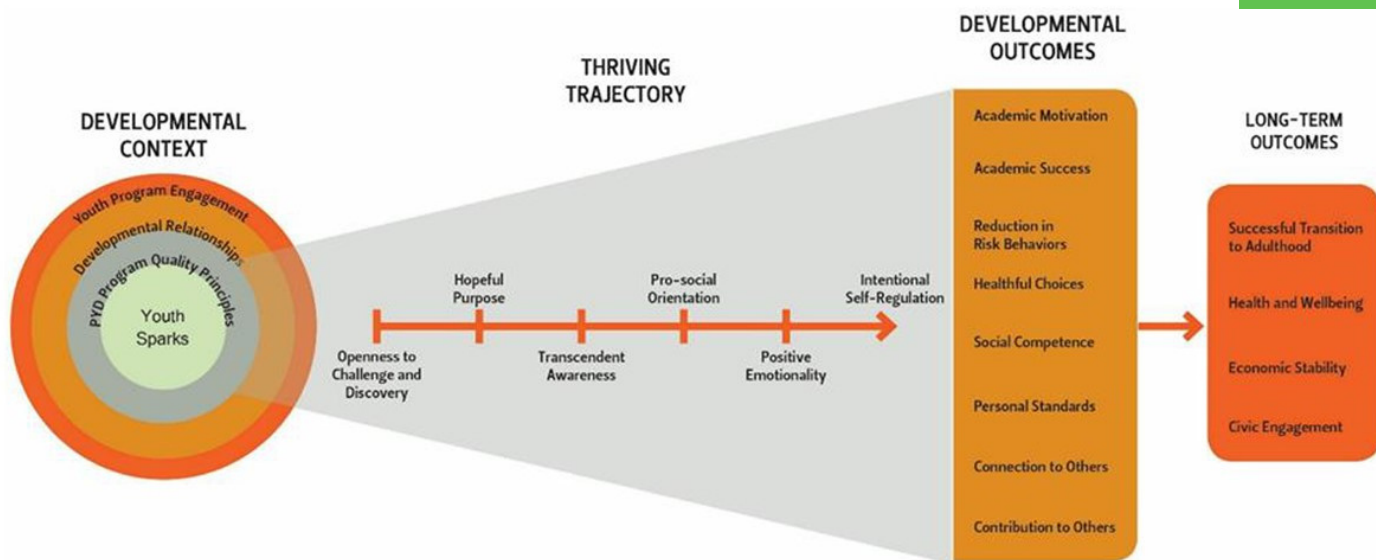 DEVELOPMENTAL
CONTEXT
Youth Program Engagement
Developmental Relationships
PYD Program Quality Principles
Youth
Sparks
THRIVING
TRAJECTORY
Hopeful
Purpose
Pro-social
Orientation
Intentional
Self-Regulation
Openness to
Challenge and
Discovery
Transcendent
Awareness
Positive
Emotionality
DEVELOPMENTAL
OUTCOMES
Academic Motivation
Academic Success
Reduction in
Risk Behaviors
Healthful Choices
Social Competence
Personal Standards
Connection to Others
Contribution to Others
LONG-TERM
OUTCOMES
Successful Transition
to Adulthood
Health and Wellbeing
Economic Stability
Civic Engagement